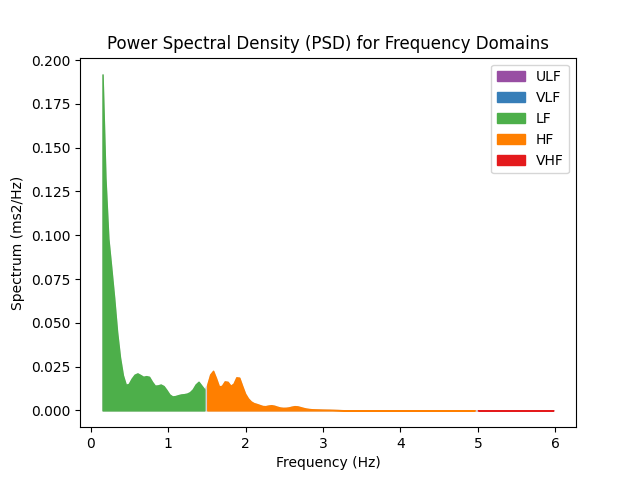 Power Spectral Density (PSD) for Frequency Domains
Spectrum (ms2/Hz)
0.200
0.175
0.150
0.125
0.100
0.075
0.050
0.025
0.000
ULF
VLF
LF
HF
VHF
0 1 2 3 4 5 6
Frequency (Hz)